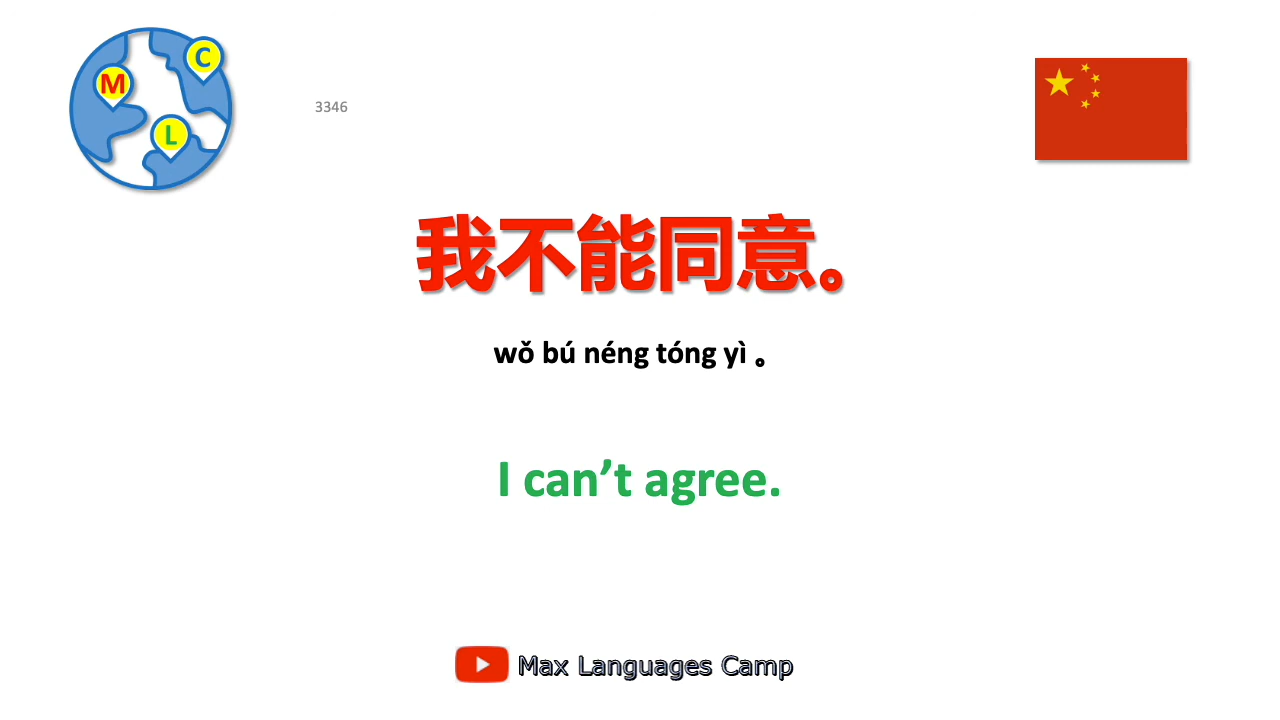 M
C
L
3346
我不能同意。
wǒ bú néng tóng yì 。
I can’t agree.
Max Languages Camp